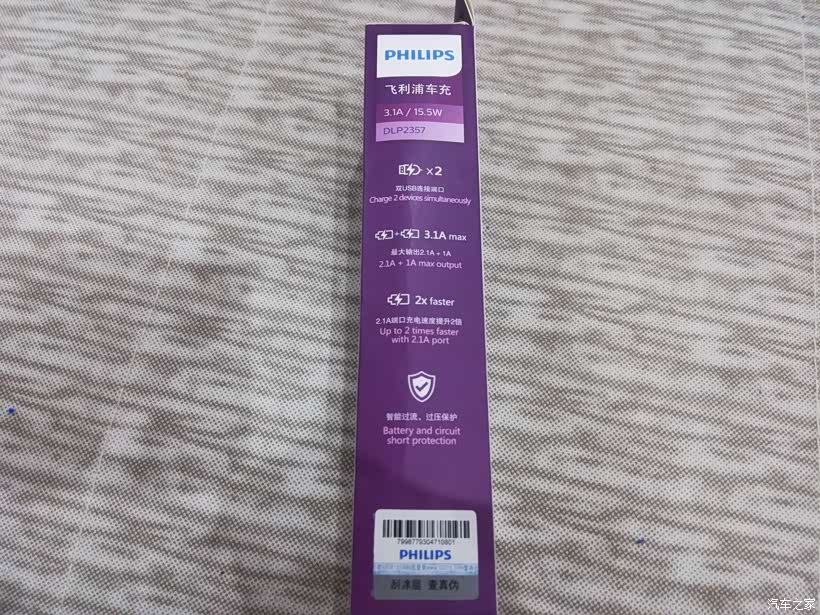 PHILIPS
飞利浦车充
3.1A / 15.5W
DLP2357
x2
双USB连接端口
Charge 2 devices simultaneously
+ 3.1A max
最大输出2.1A + 1A
2.1A + 1A max output
2x faster
2.1A端口充电速度提升2倍
Up to 2 times faster
with 2.1A port
智能过流、过压保护
Battery and circuit
short protection
7998779304710801
PHILIPS
刮涂层 查真伪
汽车之家